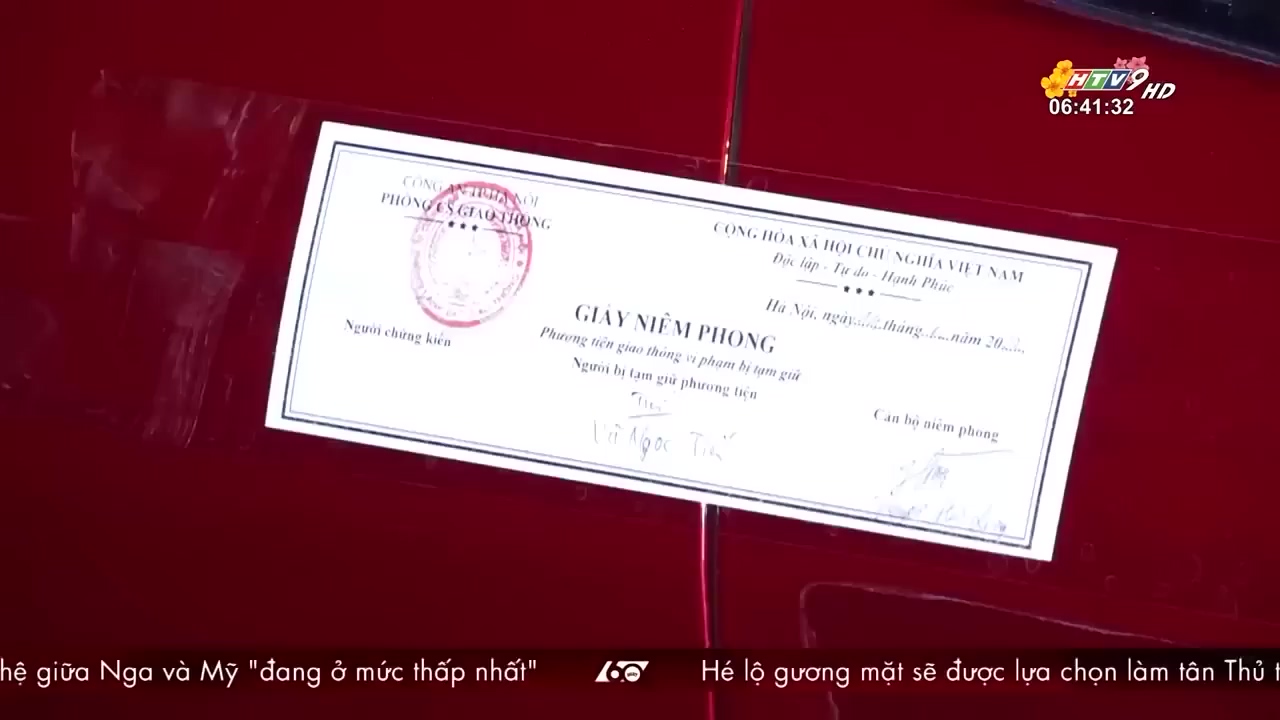 HTV9 HD
06:41:32
CÔNG AN TP HÀ NỘI
PHÒNG CS GIAO THÔNG
CỘNG HÒA XÃ HỘI CHỦ NGHĨA VIỆT NAM
Độc lập - Tự do - Hạnh Phúc
Hà Nội, ngày tháng năm 20
GIẤY NIÊM PHONG
Phương tiện giao thông vi phạm bị tạm giữ
Người chứng kiến
Người bị tạm giữ phương tiện
Cán bộ niêm phong
Vũ Ngọc
hệ giữa Nga và Mỹ "đang ở mức thấp nhất"
60 giây
Hé lộ gương mặt sẽ được lựa chọn làm tân Thủ t